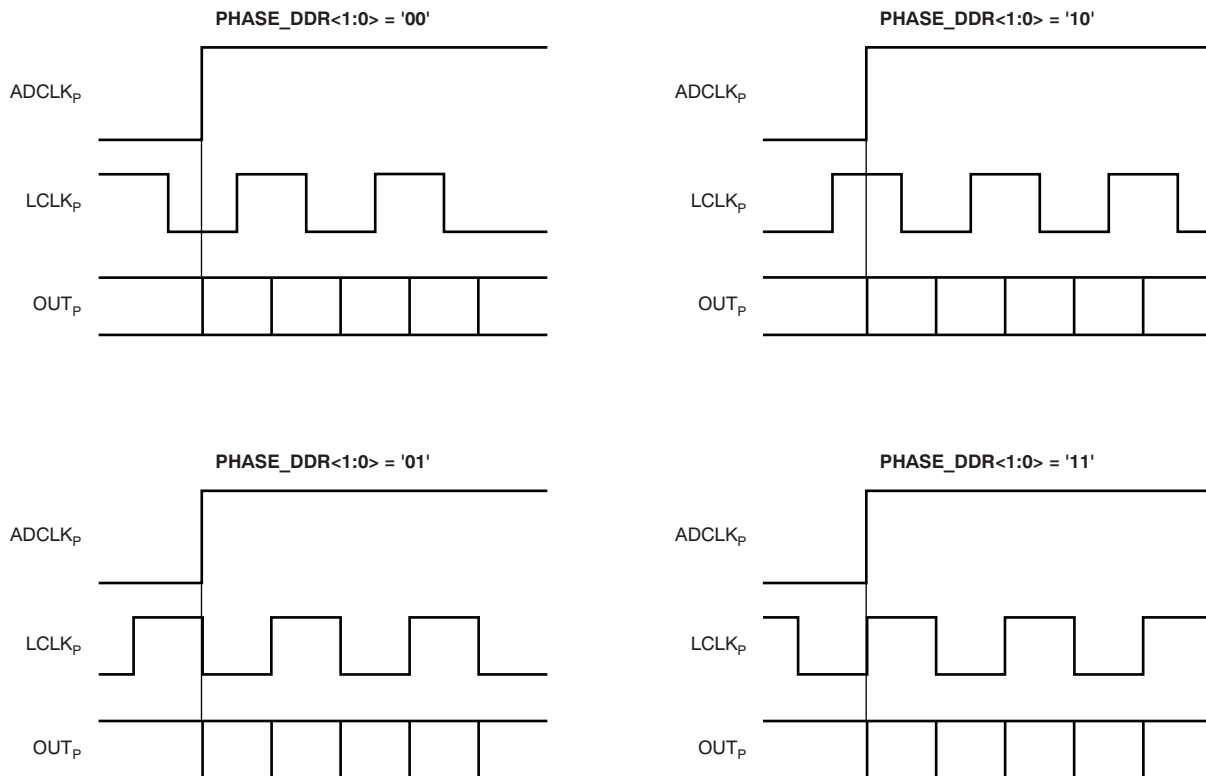 PHASE_DDR<1:0> = '00'
ADCLKP
LCLKP
OUTP
PHASE_DDR<1:0> = '10'
ADCLKP
LCLKP
OUTP
PHASE_DDR<1:0> = '01'
ADCLKP
LCLKP
OUTP
PHASE_DDR<1:0> = '11'
ADCLKP
LCLKP
OUTP